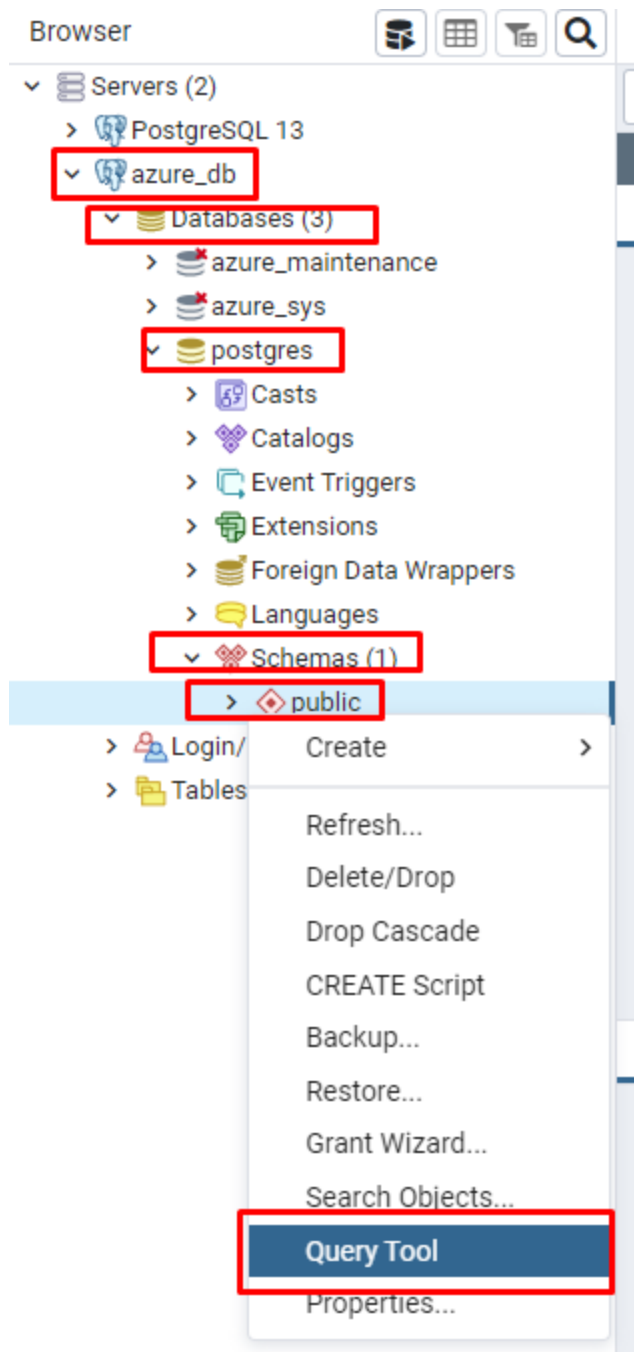 Browser
Servers (2)
PostgreSQL 13
azure_db
Databases (3)
azure_maintenance
azure_sys
postgres
Casts
Catalogs
Event Triggers
Extensions
Foreign Data Wrappers
Languages
Schemas (1)
public
Login/
Tables
Create
Refresh...
Delete/Drop
Drop Cascade
CREATE Script
Backup...
Restore...
Grant Wizard...
Search Objects...
Query Tool
Properties...